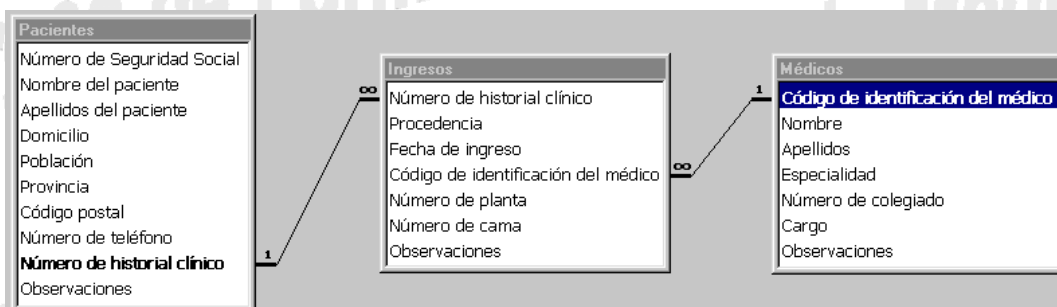 Pacientes
Número de Seguridad Social
Nombre del paciente
Apellidos del paciente
Domicilio
Población
Provincia
Código postal
Número de teléfono
Número de historial clínico
Observaciones
1
∞
Ingresos
Número de historial clínico
Procedencia
Fecha de ingreso
Código de identificación del médico
Número de planta
Número de cama
Observaciones
∞
1
Médicos
Código de identificación del médico
Nombre
Apellidos
Especialidad
Número de colegiado
Cargo
Observaciones